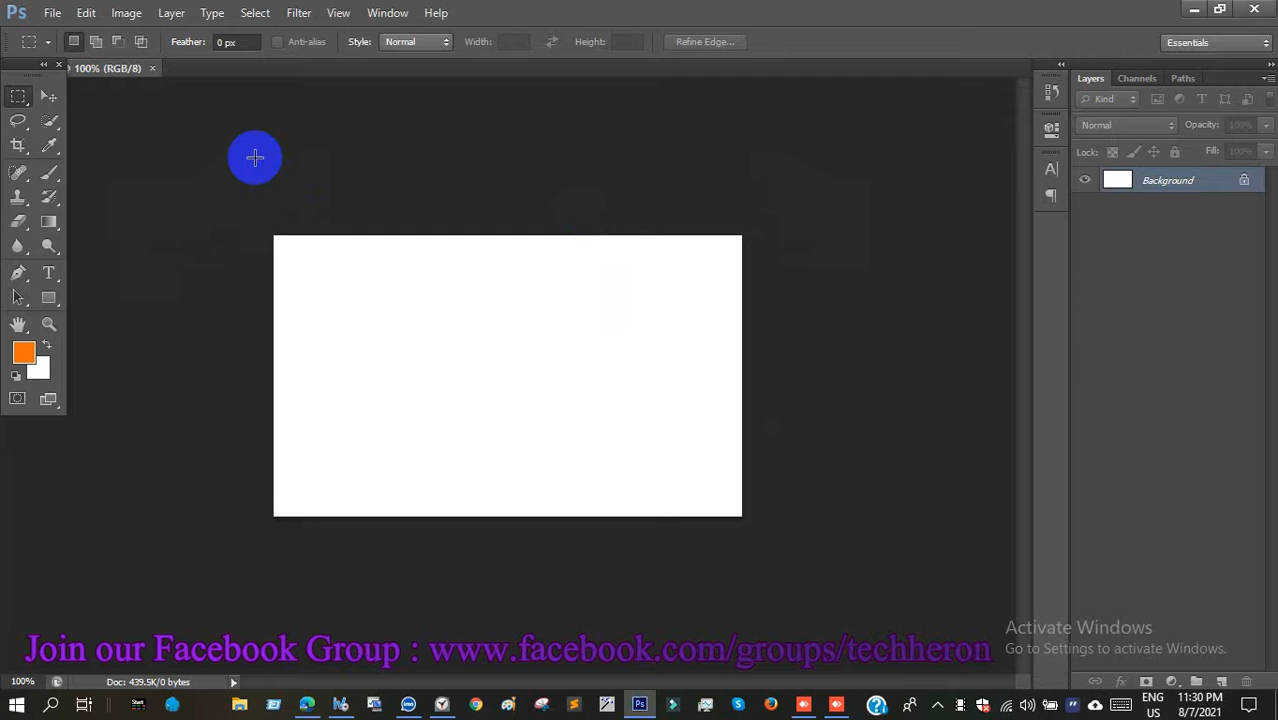 Ps File Edit Image Layer Type Select Filter View Window Help
Feather: 0 px Anti-alias Style: Normal Width: Height: Refine Edge... Essentials
100% (RGB/8) ×
Layers Channels Paths
Kind
Normal Opacity: 100%
Lock: Fill: 100%
Background
Activate Windows
Go to Settings to activate Windows.
Join our Facebook Group : www.facebook.com/groups/techheron
100% Doc: 439.5K/0 bytes
ENG 11:30 PM
US 8/7/2021